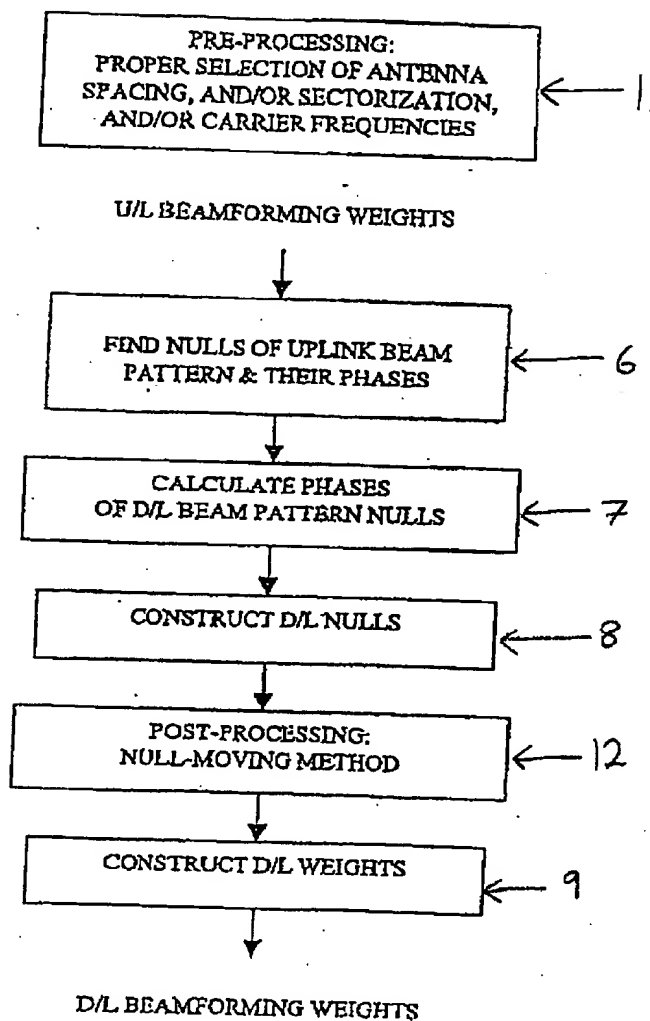 PRE-PROCESSING:
PROPER SELECTION OF ANTENNA
SPACING, AND/OR SECTORIZATION,
AND/OR CARRIER FREQUENCIES
1
U/L BEAMFORMING WEIGHTS
FIND NULLS OF UPLINK BEAM
PATTERN & THEIR PHASES
6
CALCULATE PHASES
OF D/L BEAM PATTERN NULLS
7
CONSTRUCT D/L NULLS
8
POST-PROCESSING:
NULL-MOVING METHOD
12
CONSTRUCT D/L WEIGHTS
9
D/L BEAMFORMING WEIGHTS